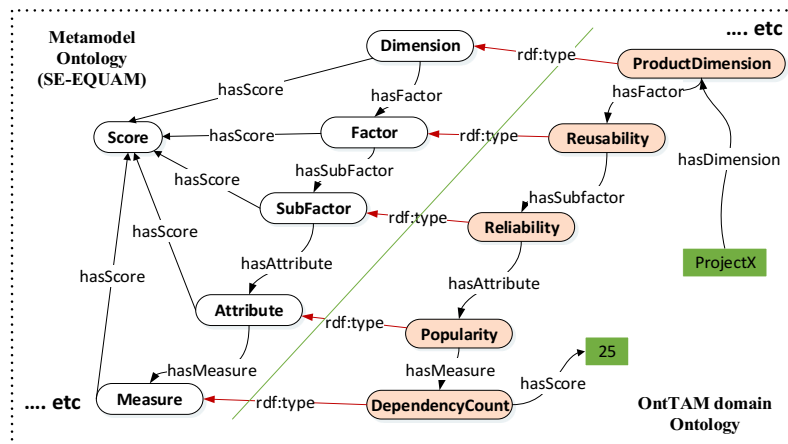 Metamodel
Ontology
(SE-EQUAM)
.... etc
Dimension
rdf:type
ProductDimension
hasScore
hasFactor
hasFactor
Score
hasScore
Factor
rdf:type
Reusability
hasSubFactor
hasDimension
hasScore
SubFactor
hasSubfactor
rdf:type
Reliability
hasScore
hasAttribute
ProjectX
hasScore
hasAttribute
Attribute
rdf:type
Popularity
25
hasMeasure
hasMeasure
hasScore
.... etc
Measure
rdf:type
DependencyCount
OntTAM domain
Ontology